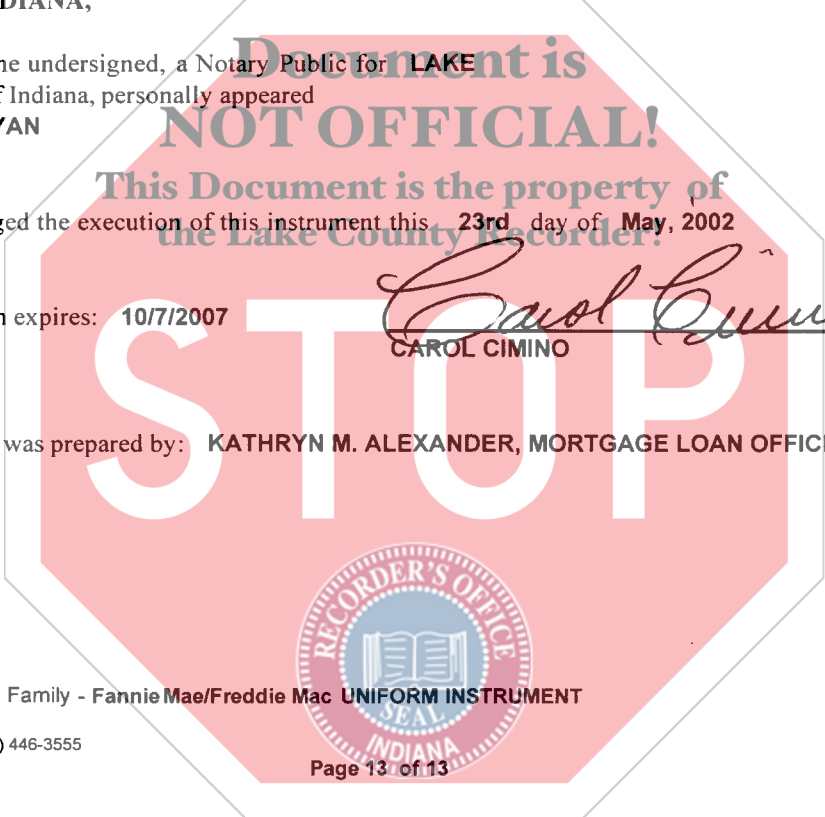 DIANA,
Document is
ne undersigned, a Notary Public for LAKE
f Indiana, personally appeared
YAN
NOT OFFICIAL!
This Document is the property of
ged the execution of this instrument this 23rd day of May, 2002
the Lake County Recorder!
n expires: 10/7/2007
Carol Cimin
CAROL CIMINO
STOP
was prepared by: KATHRYN M. ALEXANDER, MORTGAGE LOAN OFFIC
RECORDER'S OFFICE
Family - Fannie Mae/Freddie Mac UNIFORM INSTRUMENT
SEAL
) 446-3555
INDIANA
Page 13 of 13